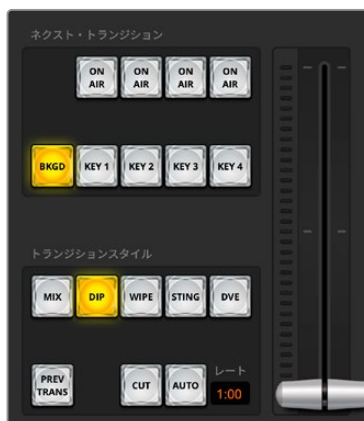 ネクスト・トランジション
ON AIR ON AIR ON AIR ON AIR
BKGD KEY 1 KEY 2 KEY 3 KEY 4
トランジションスタイル
MIX DIP WIPE STING DVE
レート
PREV TRANS CUT AUTO 1:00